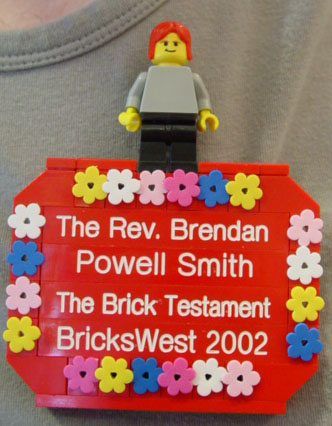 The Rev. Brendan
Powell Smith
The Brick Testament
BricksWest 2002